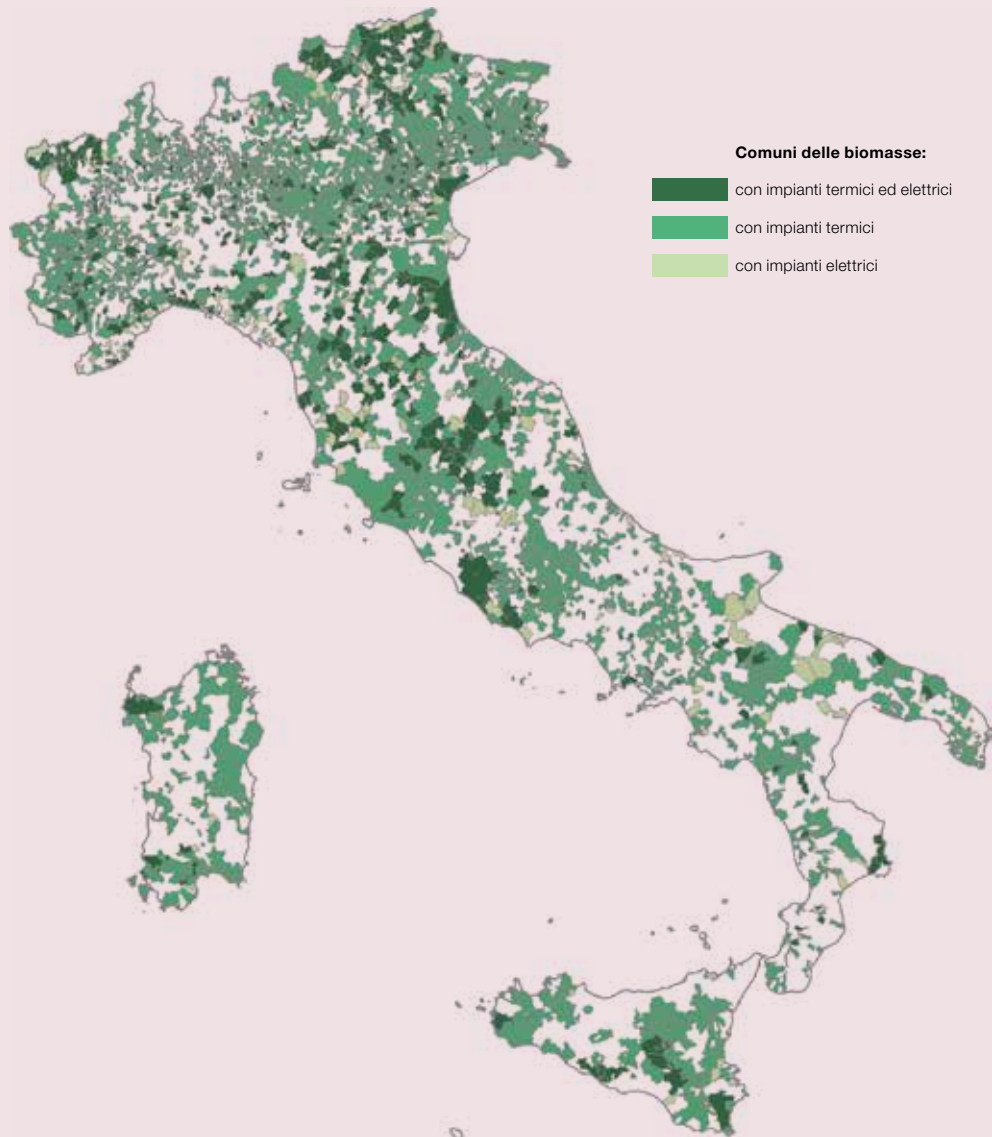 Comuni delle biomasse:
con impianti termici ed elettrici
con impianti termici
con impianti elettrici